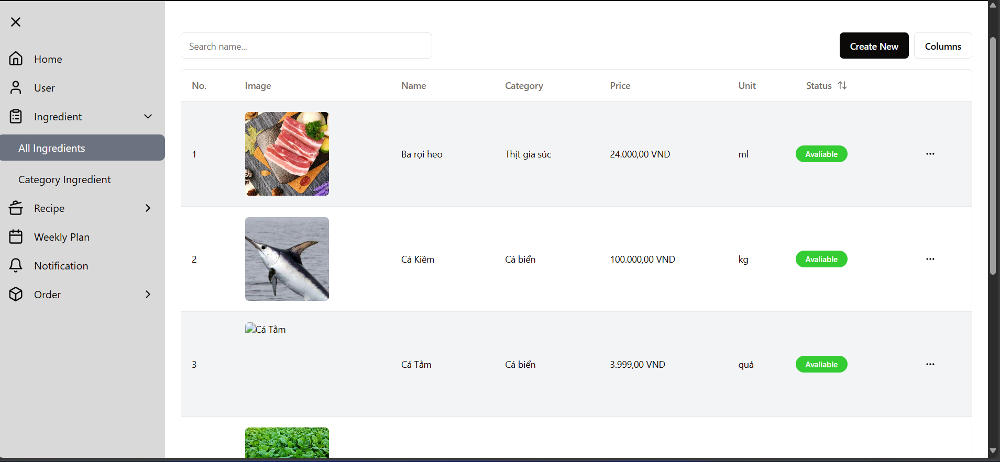 Home
User
Ingredient
All Ingredients
Category Ingredient
Recipe
Weekly Plan
Notification
Order
Search name...
Create New
Columns
No. Image Name Category Price Unit Status
1 Ba rọi heo Thịt gia súc 24.000,00 VND ml Avaliable ...
2 Cá Kiềm Cá biển 100.000,00 VND kg Avaliable ...
Cá Tằm
3 Cá Tằm Cá biển 3.999,00 VND quả Avaliable ...